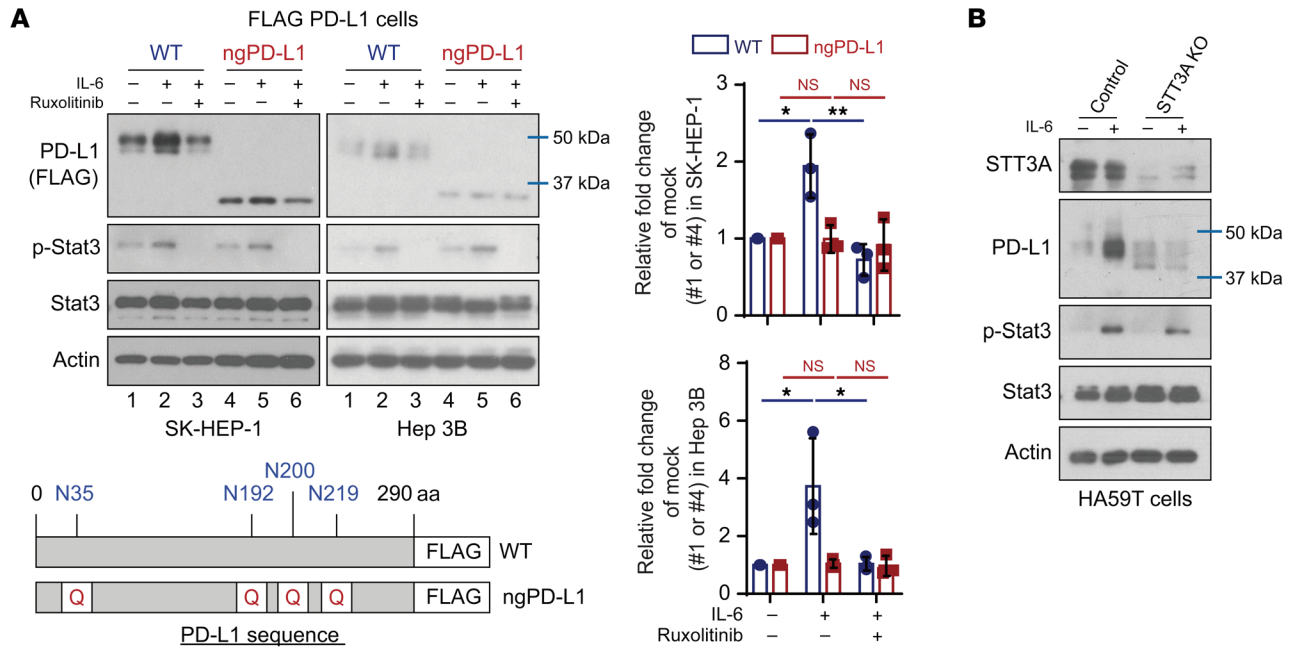 A
FLAG PD-L1 cells
WT ngPD-L1 WT ngPD-L1
IL-6 – + + – + + – + + – + +
Ruxolitinib – – + – – + – – + – – +
PD-L1
(FLAG)
50 kDa
37 kDa
p-Stat3
Stat3
Actin
1 2 3 4 5 6 1 2 3 4 5 6
SK-HEP-1 Hep 3B
0 N35 N192 N200 N219 290 aa
FLAG WT
Q Q Q Q FLAG ngPD-L1
PD-L1 sequence
WT ngPD-L1
Relative fold change
of mock
(#1 or #4) in SK-HEP-1
3
2
1
0
NS NS
* **
Relative fold change
of mock
(#1 or #4) in Hep 3B
8
6
4
2
0
NS NS
* *
IL-6 – + +
Ruxolitinib – – +
B
Control STT3A KO
IL-6 – + – +
STT3A
PD-L1
50 kDa
37 kDa
p-Stat3
Stat3
Actin
HA59T cells